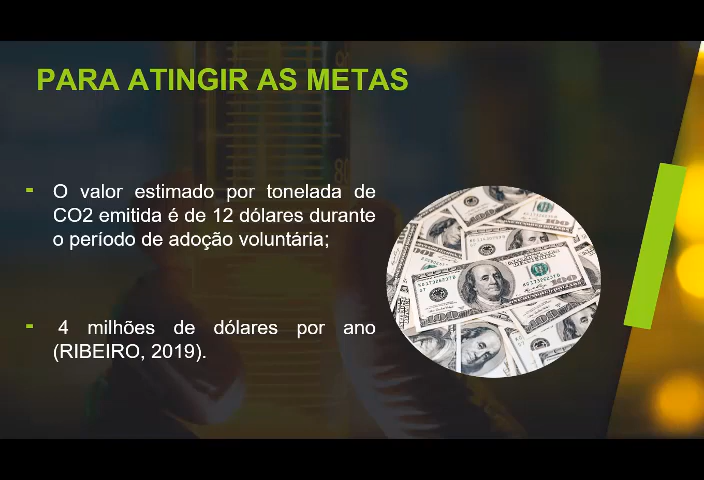 PARA ATINGIR AS METAS
O valor estimado por tonelada de
CO2 emitida é de 12 dólares durante
o período de adoção voluntária;
4 milhões de dólares por ano
(RIBEIRO, 2019).